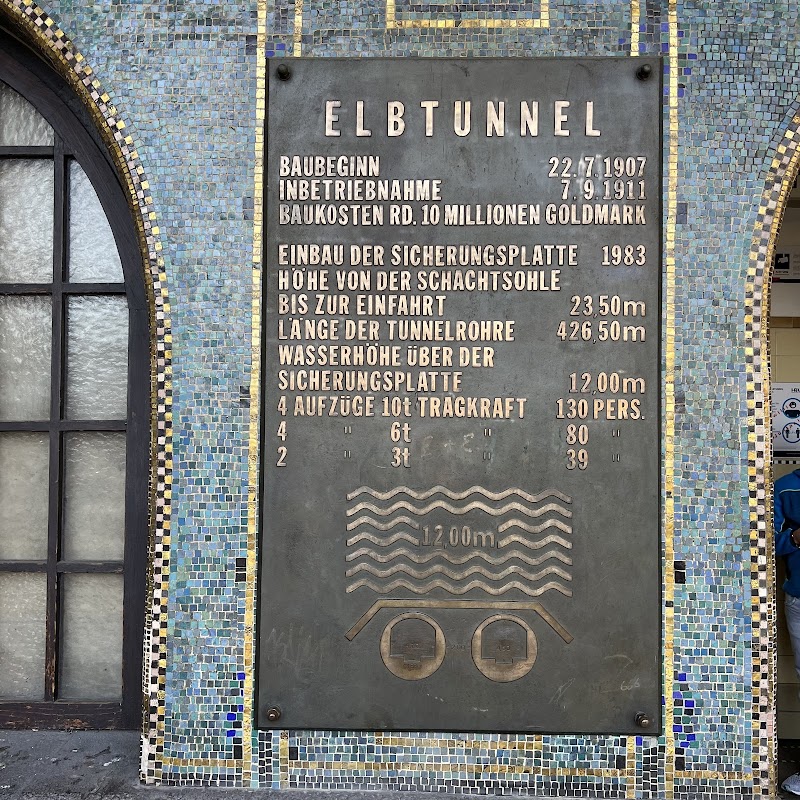 ELBTUNNEL
BAUBEGINN 22.7.1907
INBETRIEBNAHME 7.9.1911
BAUKOSTEN RD. 10 MILLIONEN GOLDMARK
EINBAU DER SICHERUNGSPLATTE 1983
HÖHE VON DER SCHACHTSOHLE
BIS ZUR EINFAHRT 23,50m
LÄNGE DER TUNNELROHRE 426,50m
WASSERHÖHE ÜBER DER
SICHERUNGSPLATTE 12,00m
4 AUFZÜGE 10t TRAGKRAFT 130 PERS.
4 " 6t " 80 "
2 " 3t " 39 "
12,00m